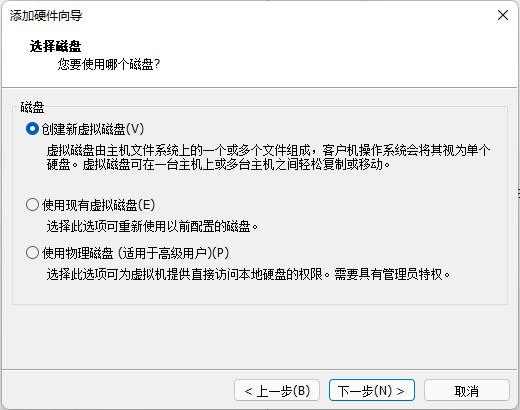 添加硬件向导
选择磁盘
您要使用哪个磁盘?
磁盘
创建新虚拟磁盘(V)
虚拟磁盘由主机文件系统上的一个或多个文件组成，客户机操作系统会将其视为单个
硬盘。虚拟磁盘可在一台主机上或多台主机之间轻松复制或移动。
使用现有虚拟磁盘(E)
选择此选项可重新使用以前配置的磁盘。
使用物理磁盘 (适用于高级用户)(P)
选择此选项可为虚拟机提供直接访问本地硬盘的权限。需要具有管理员特权。
< 上一步(B)
下一步(N) >
取消